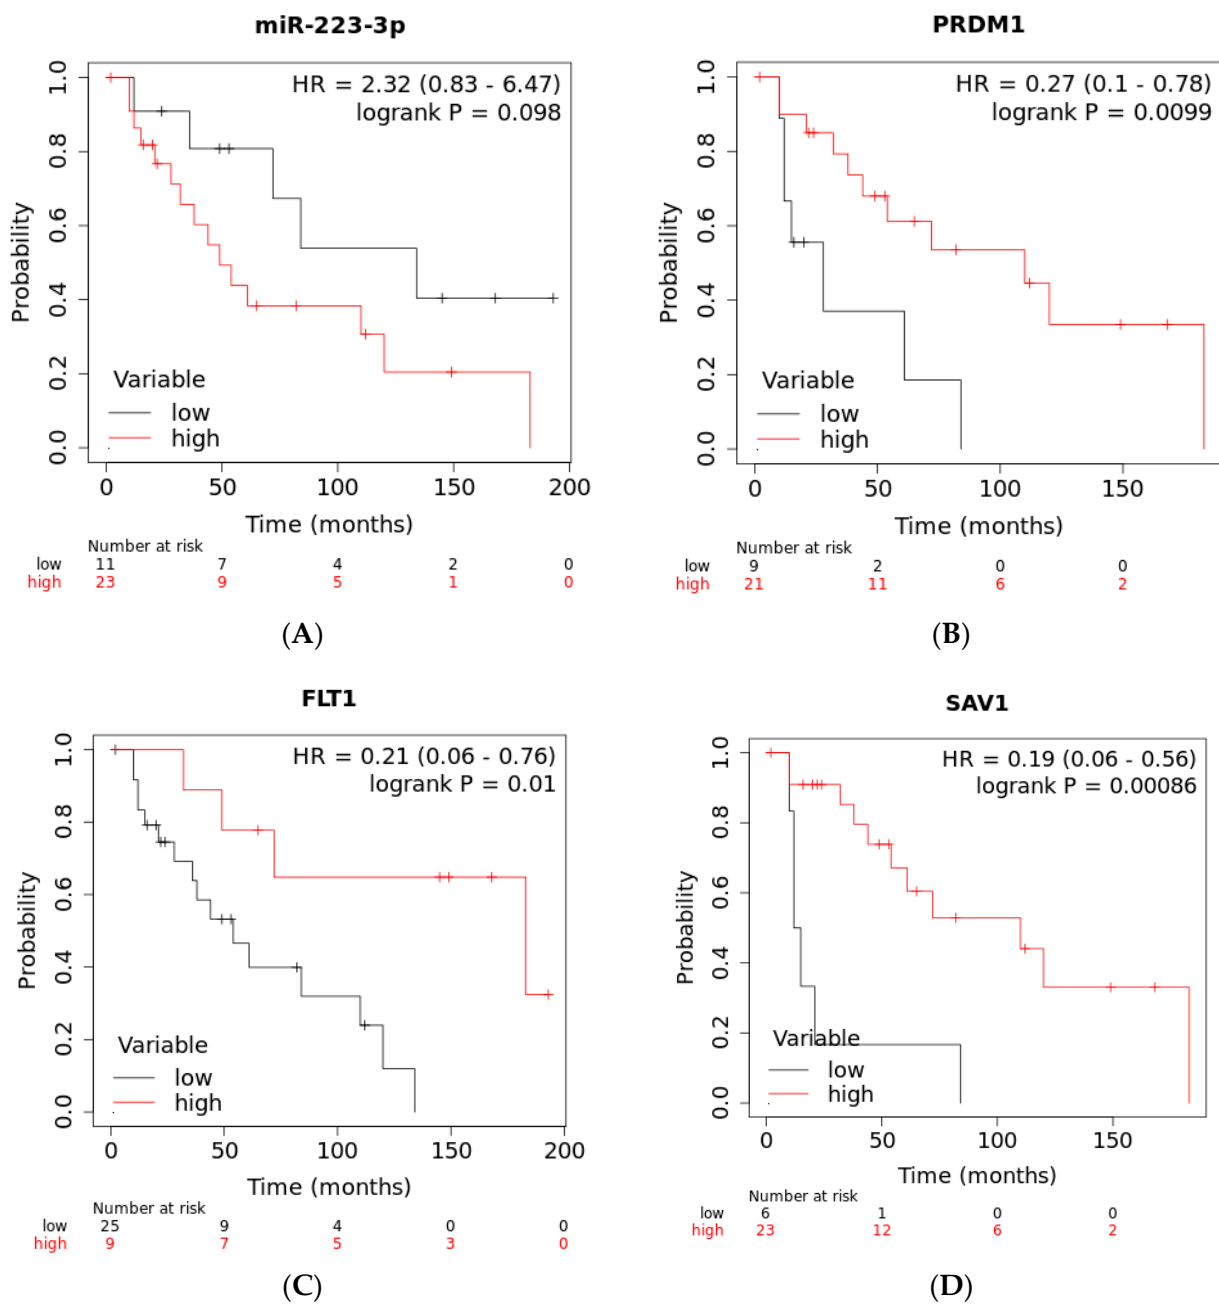 miR-223-3p
HR = 2.32 (0.83 - 6.47)
logrank P = 0.098
Probability
0.0 0.2 0.4 0.6 0.8 1.0
Variable
low
high
0 50 100 150 200
Time (months)
Number at risk
low 11 7 4 2 0
high 23 9 5 1 0
(A)
PRDM1
HR = 0.27 (0.1 - 0.78)
logrank P = 0.0099
Probability
0.0 0.2 0.4 0.6 0.8 1.0
Variable
low
high
0 50 100 150
Time (months)
Number at risk
low 9 2 0 0
high 21 11 6 2
(B)
FLT1
HR = 0.21 (0.06 - 0.76)
logrank P = 0.01
Probability
0.0 0.2 0.4 0.6 0.8 1.0
Variable
low
high
0 50 100 150 200
Time (months)
Number at risk
low 25 9 4 0 0
high 9 7 5 3 0
(C)
SAV1
HR = 0.19 (0.06 - 0.56)
logrank P = 0.00086
Probability
0.0 0.2 0.4 0.6 0.8 1.0
Variable
low
high
0 50 100 150
Time (months)
Number at risk
low 6 1 0 0
high 23 12 6 2
(D)